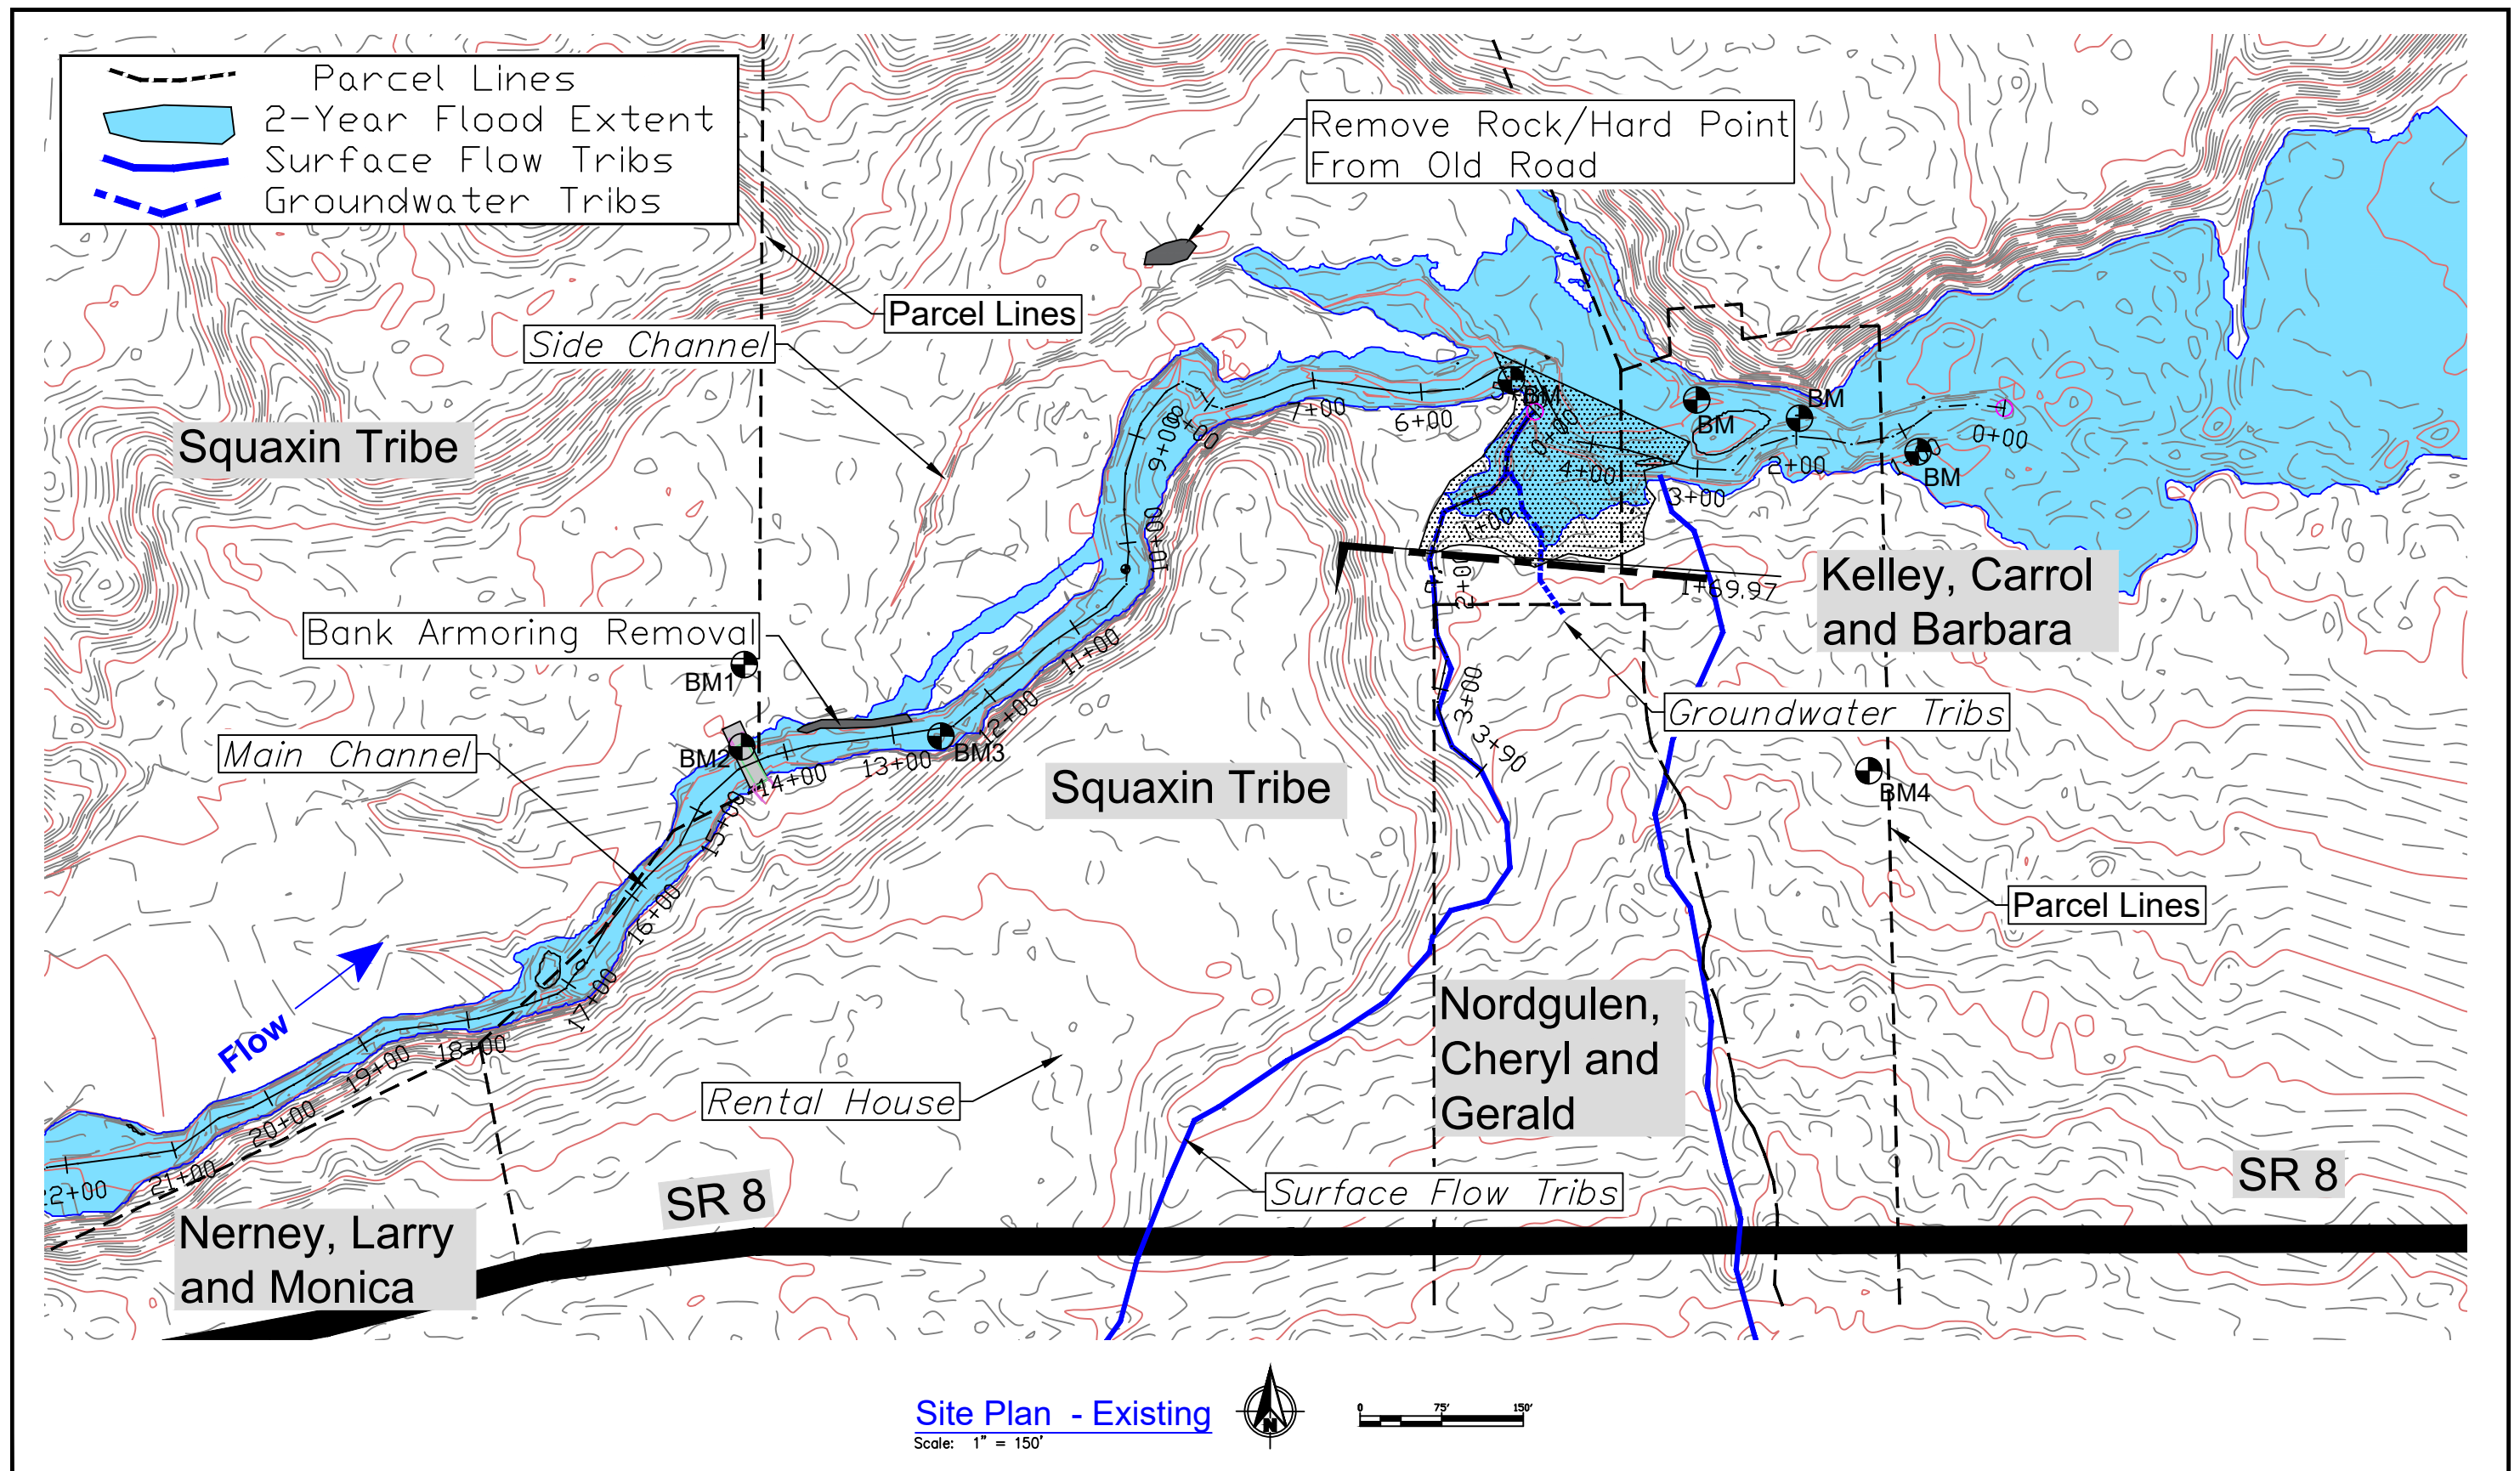 Parcel Lines
2-Year Flood Extent
Surface Flow Tribs
Groundwater Tribs
Remove Rock/Hard Point
From Old Road
Parcel Lines
Side Channel
Squaxin Tribe
7+00
6+00
8+00
9+00
10+00
BM
0+00
4+00
BM
BM
2+00
0+00
BM
3+00
1+00
2+00
1+69.97
Kelley, Carrol
and Barbara
Bank Armoring Removal
BM1
11+00
12+00
3+00
3+90
Groundwater Tribs
Main Channel
BM2
14+00
13+00
BM3
Squaxin Tribe
BM4
15+00
16+00
Parcel Lines
17+00
Flow
18+00
19+00
20+00
21+00
22+00
Nordgulen,
Cheryl and
Gerald
Rental House
Surface Flow Tribs
SR 8
SR 8
Nerney, Larry
and Monica
Site Plan - Existing
Scale: 1" = 150'
N
0 75' 150'